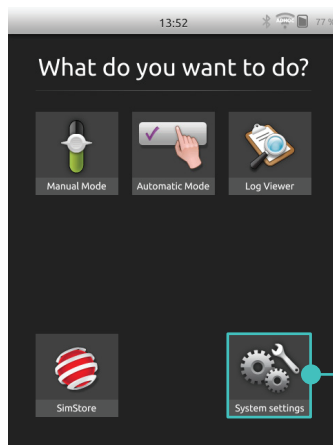 13:52
77 %
What do you want to do?
Manual Mode
Automatic Mode
Log Viewer
SimStore
System settings